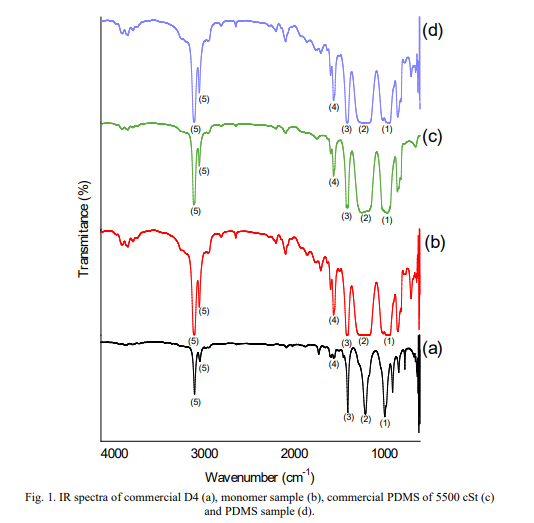 (d)
(5)
(5)
(4)
(3)
(2)
(1)
(c)
(5)
(5)
(4)
(3)
(2)
(1)
(b)
(5)
(5)
(4)
(3)
(2)
(1)
(a)
(5)
(5)
(4)
(3)
(2)
(1)
Transmitance (%)
4000 3000 2000 1000
Wavenumber (cm⁻¹)
Fig. 1. IR spectra of commercial D4 (a), monomer sample (b), commercial PDMS of 5500 cSt (c)
and PDMS sample (d).